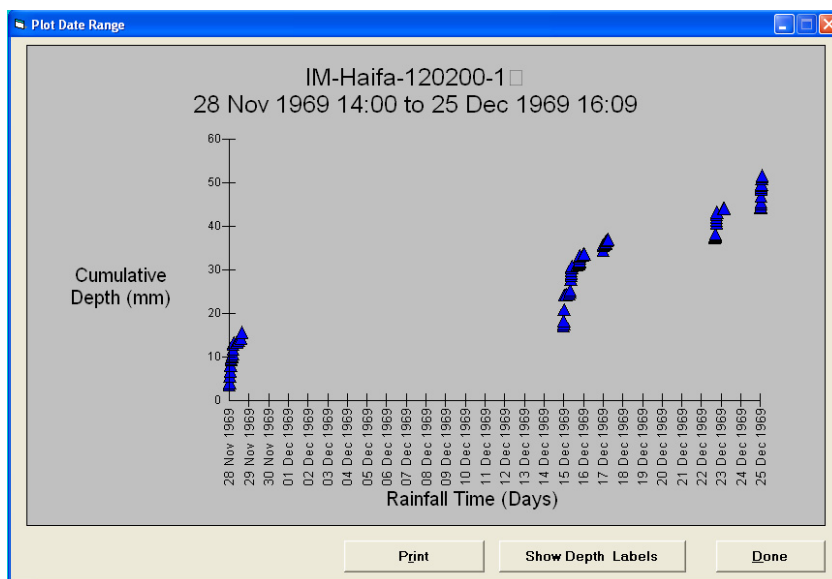 Plot Date Range
IM-Haifa-120200-1□
28 Nov 1969 14:00 to 25 Dec 1969 16:09
60
50
40
30
20
10
0
Cumulative
Depth (mm)
28 Nov 1969
29 Nov 1969
30 Nov 1969
01 Dec 1969
02 Dec 1969
03 Dec 1969
04 Dec 1969
05 Dec 1969
06 Dec 1969
07 Dec 1969
08 Dec 1969
09 Dec 1969
10 Dec 1969
11 Dec 1969
12 Dec 1969
13 Dec 1969
14 Dec 1969
15 Dec 1969
16 Dec 1969
17 Dec 1969
18 Dec 1969
19 Dec 1969
20 Dec 1969
21 Dec 1969
22 Dec 1969
23 Dec 1969
24 Dec 1969
25 Dec 1969
Rainfall Time (Days)
Print
Show Depth Labels
Done